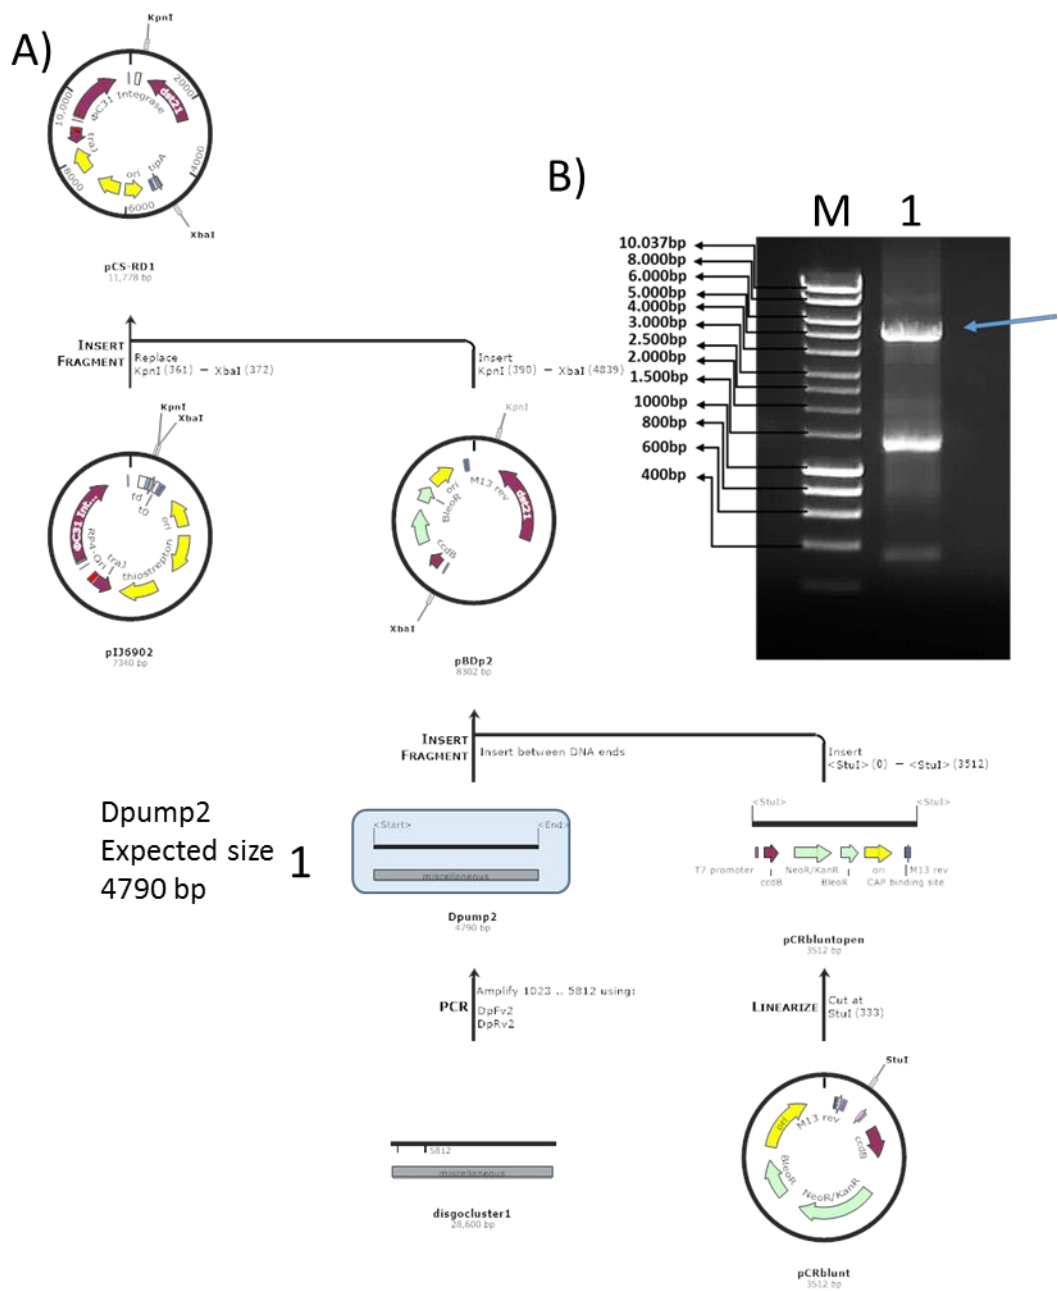 A)
KpnI
2000
4000
6000
8000
10,000
ΦC31 Integrase
det21
traJ
ori
tipA
XbaI
pCS-RD1
11,778 bp
INSERT
FRAGMENT
Replace
KpnI (361) – XbaI (372)
Insert
KpnI (390) – XbaI (4839)
KpnI
XbaI
ΦC31 Int...
fd
t0
ori
RP4-Ori
traJ
thiostrepton
pIJ6902
7340 bp
KpnI
M13 rev
ori
BleoR
det21
ccdB
XbaI
pBDp2
8302 bp
B)
M 1
10.037bp
8.000bp
6.000bp
5.000bp
4.000bp
3.000bp
2.500bp
2.000bp
1.500bp
1000bp
800bp
600bp
400bp
INSERT
FRAGMENT
Insert between DNA ends
Insert
<StuI> (0) – <StuI> (3512)
Dpump2
Expected size
4790 bp
1
<Start>
<End>
miscellaneous
Dpump2
4790 bp
<StuI>
<StuI>
T7 promoter
ccdB
NeoR/KanR
BleoR
ori
CAP binding site
M13 rev
pCRbluntopen
3512 bp
PCR
Amplify 1023 .. 5812 using:
DpFv2
DpRv2
LINEARIZE
Cut at
StuI (333)
5812
miscellaneous
disgocluster1
28,600 bp
StuI
ori
M13 rev
ccdB
BleoR
NeoR/KanR
pCRblunt
3512 bp